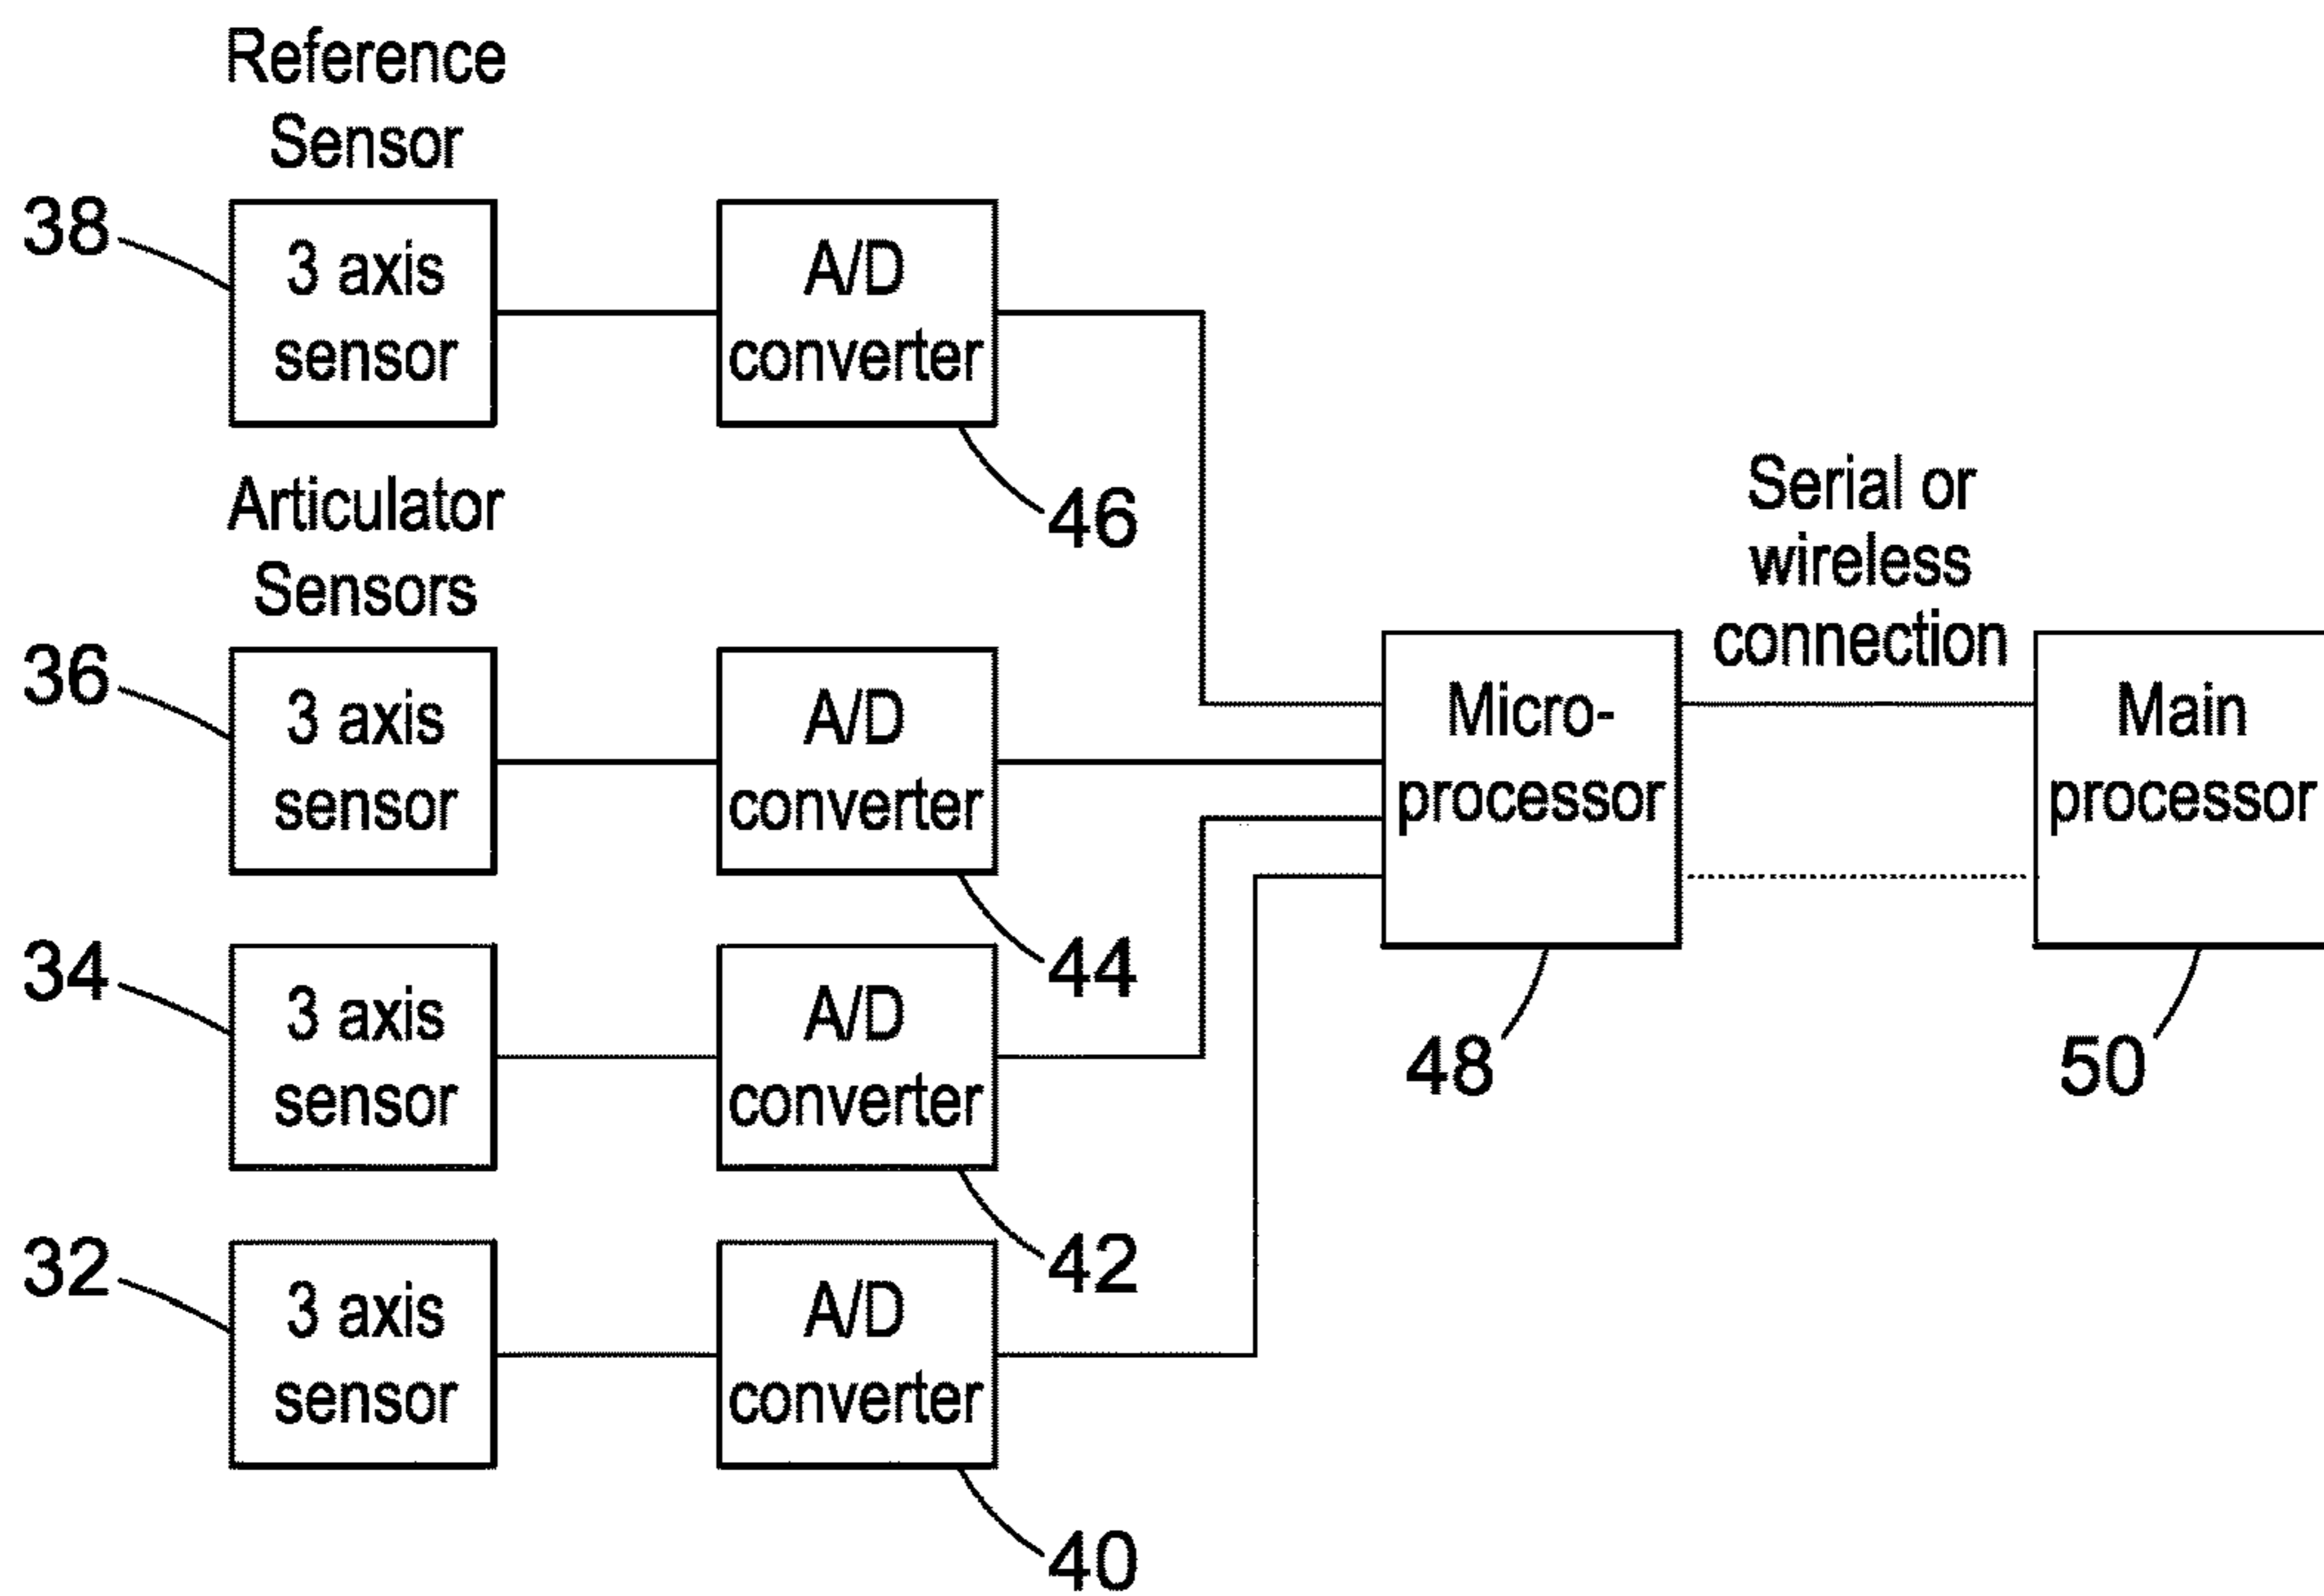 Reference
Sensor
38
3 axis
sensor
A/D
converter
46
Articulator
Sensors
36
3 axis
sensor
A/D
converter
44
34
3 axis
sensor
A/D
converter
42
32
3 axis
sensor
A/D
converter
40
Micro-
processor
48
Serial or
wireless
connection
Main
processor
50